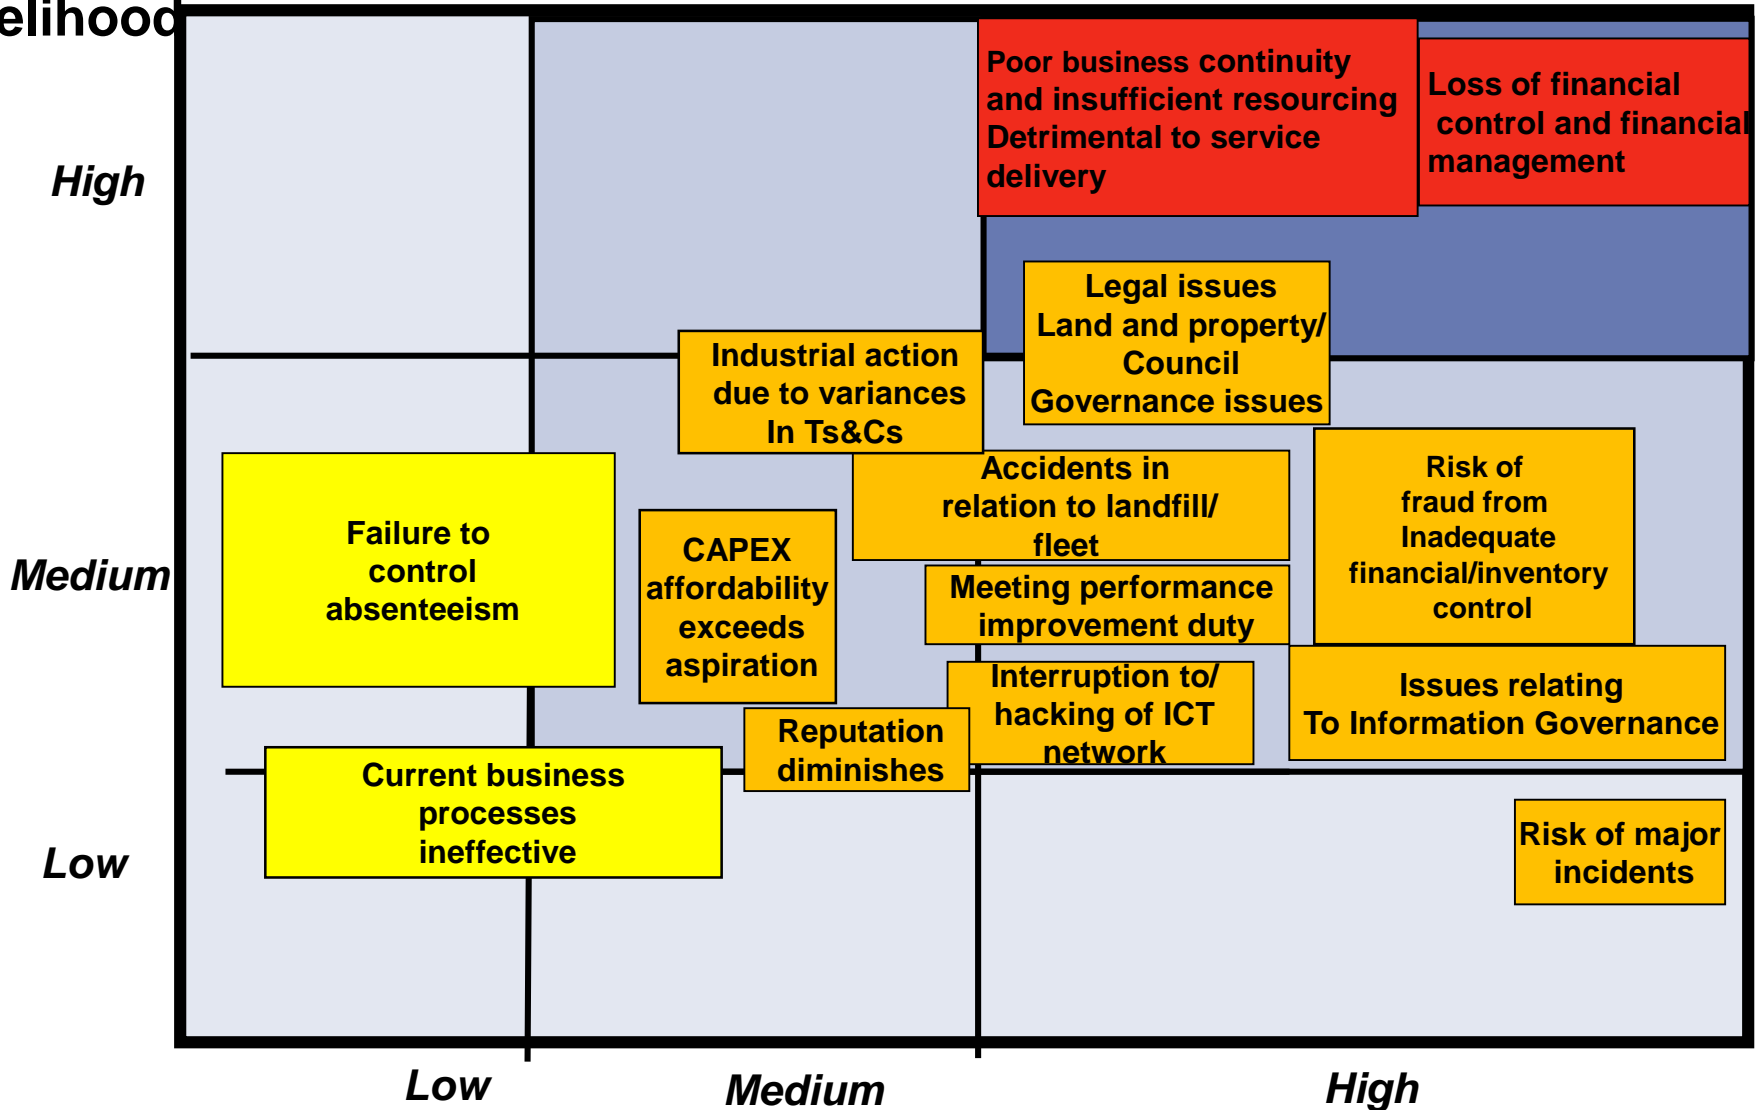 elihood
Poor business continuity
and insufficient resourcing
Detrimental to service
delivery
Loss of financial
control and financial
management
High
Legal issues
Land and property/
Council
Governance issues
Industrial action
due to variances
In Ts&Cs
Accidents in
relation to landfill/
fleet
Risk of
fraud from
Inadequate
financial/inventory
control
Failure to
control
absenteeism
CAPEX
affordability
exceeds
aspiration
Medium
Meeting performance
improvement duty
Interruption to/
hacking of ICT
network
Issues relating
To Information Governance
Reputation
diminishes
Current business
processes
ineffective
Low
Risk of major
incidents
Low
Medium
High